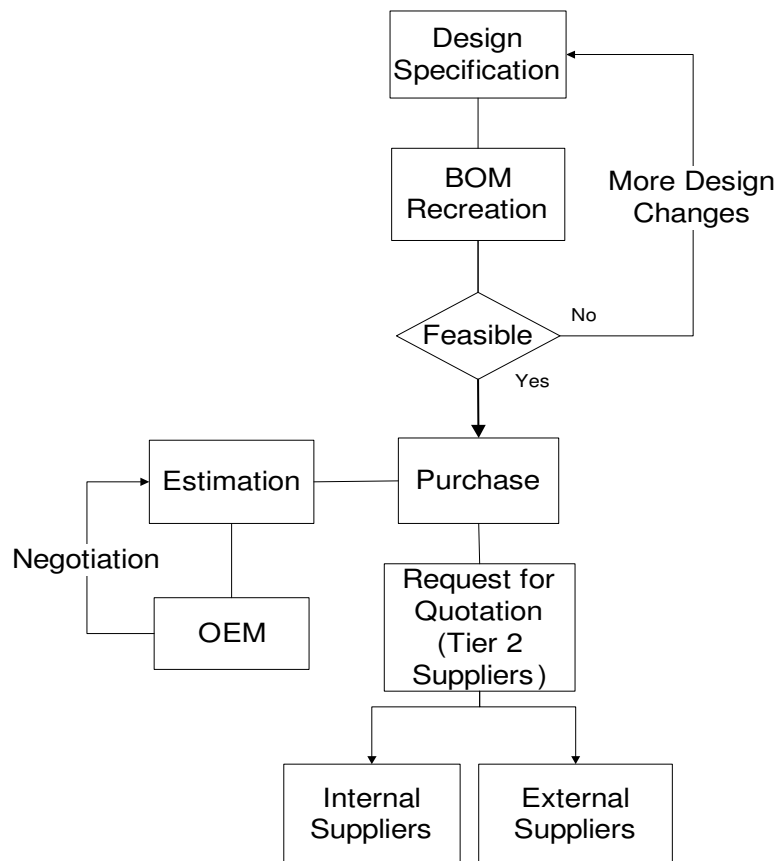 Design
Specification
BOM
Recreation
More Design
Changes
Feasible
No
Yes
Estimation
Purchase
Negotiation
OEM
Request for
Quotation
(Tier 2
Suppliers)
Internal
Suppliers
External
Suppliers